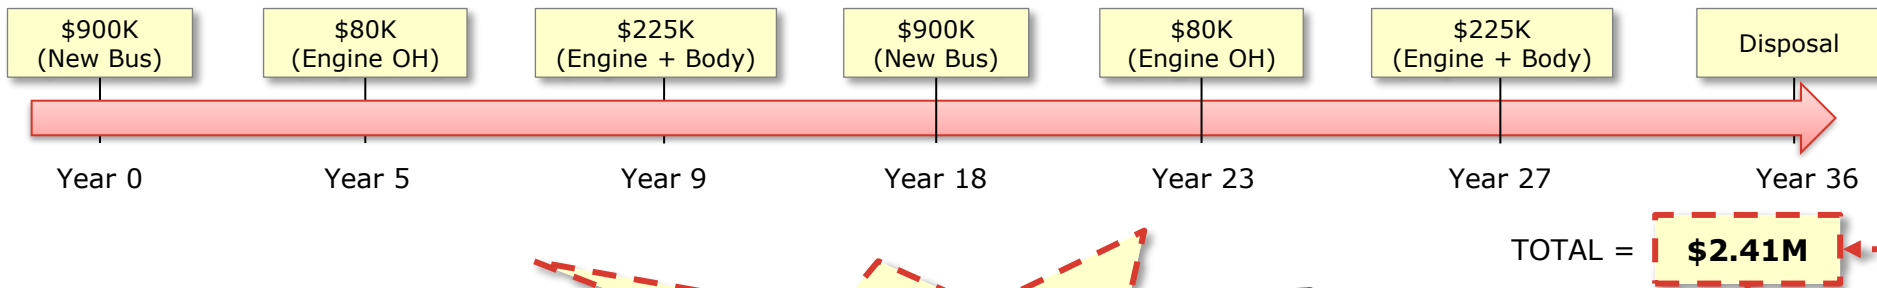 $900K
(New Bus)
$80K
(Engine OH)
$225K
(Engine + Body)
$900K
(New Bus)
$80K
(Engine OH)
$225K
(Engine + Body)
Disposal
Year 0
Year 5
Year 9
Year 18
Year 23
Year 27
Year 36
TOTAL = $2.41M